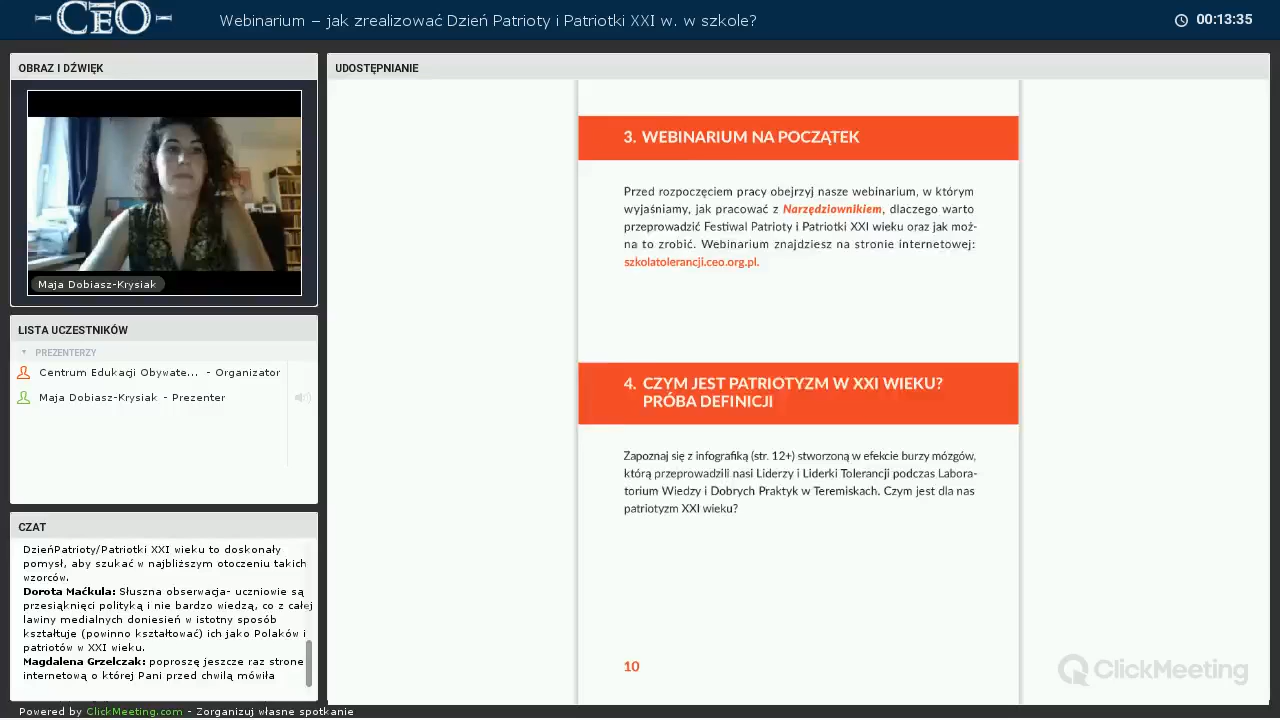 CEO
Webinarium – jak zrealizować Dzień Patrioty i Patriotki XXI w. w szkole?
00:13:35
OBRAZ I DŹWIĘK
Maja Dobiasz-Krysiak
LISTA UCZESTNIKÓW
PREZENTERZY
Centrum Edukacji Obywate... - Organizator
Maja Dobiasz-Krysiak - Prezenter
CZAT
DzieńPatrioty/Patriotki XXI wieku to doskonały
pomysł, aby szukać w najbliższym otoczeniu takich
wzorców.
Dorota Maćkula: Słuszna obserwacja- uczniowie są
przesiąknięci polityką i nie bardzo wiedzą, co z całej
lawiny medialnych doniesień w istotny sposób
kształtuje (powinno kształtować) ich jako Polaków i
patriotów w XXI wieku.
Magdalena Grzelczak: poproszę jeszcze raz strone
internetową o której Pani przed chwilą mówiła
UDOSTĘPNIANIE
3. WEBINARIUM NA POCZĄTEK
Przed rozpoczęciem pracy obejrzyj nasze webinarium, w którym
wyjaśniamy, jak pracować z Narzędziownikiem, dlaczego warto
przeprowadzić Festiwal Patrioty i Patriotki XXI wieku oraz jak moż-
na to zrobić. Webinarium znajdziesz na stronie internetowej:
szkolatolerancji.ceo.org.pl.
4. CZYM JEST PATRIOTYZM W XXI WIEKU?
PRÓBA DEFINICJI
Zapoznaj się z infografiką (str. 12+) stworzoną w efekcie burzy mózgów,
którą przeprowadzili nasi Liderzy i Liderki Tolerancji podczas Labora-
torium Wiedzy i Dobrych Praktyk w Teremiskach. Czym jest dla nas
patriotyzm XXI wieku?
10
ClickMeeting
Powered by ClickMeeting.com - Zorganizuj własne spotkanie